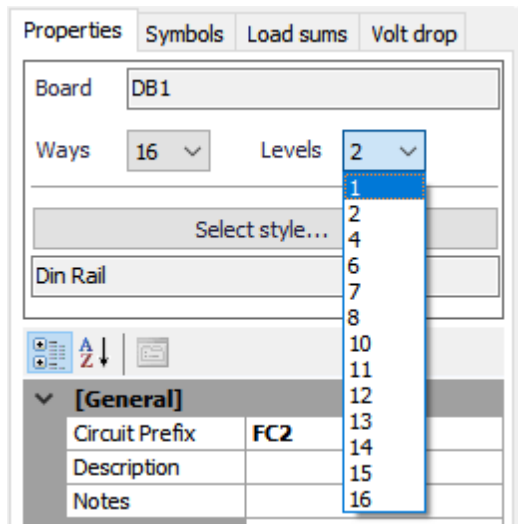 Properties Symbols Load sums Volt drop
Board DB1
Ways 16 Levels 2
1
2
4
6
7
8
10
11
12
13
14
15
16
Select style...
Din Rail
A
Z
[General]
Circuit Prefix FC2
Description
Notes